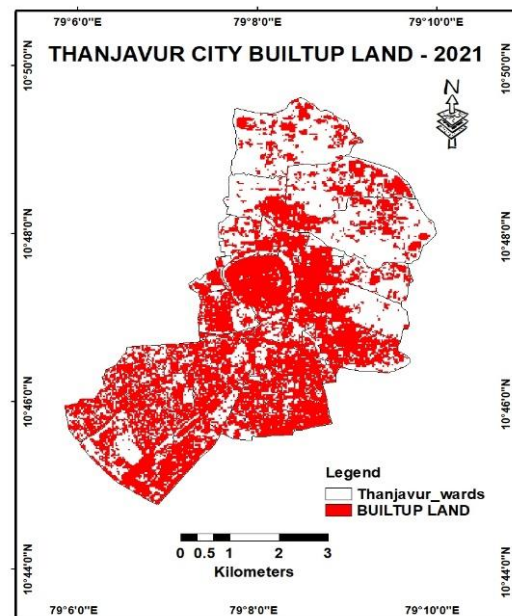 79°6'0"E 79°8'0"E 79°10'0"E
THANJAVUR CITY BUILTUP LAND - 2021
N
10°50'0"N 10°50'0"N
10°48'0"N 10°48'0"N
10°46'0"N 10°46'0"N
10°44'0"N 10°44'0"N
Legend
Thanjavur_wards
BUILTUP LAND
0 0.5 1 2 3
Kilometers
79°6'0"E 79°8'0"E 79°10'0"E